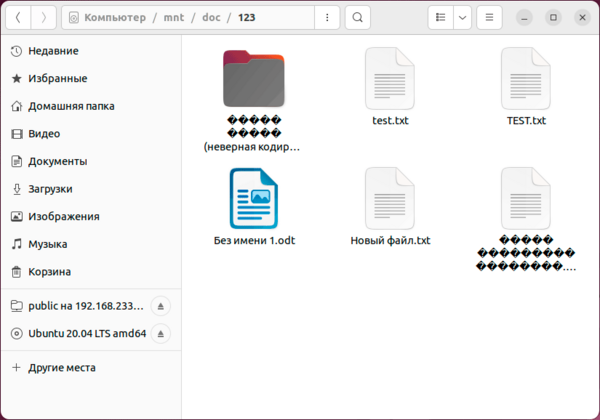 Компьютер / mnt / doc / 123
Недавние
Избранные
Домашняя папка
Видео
Документы
Загрузки
Изображения
Музыка
Корзина
public на 192.168.233...
Ubuntu 20.04 LTS amd64
Другие места
�����
�����
(неверная кодир...
test.txt
TEST.txt
Без имени 1.odt
Новый файл.txt
�����
���������
��������....